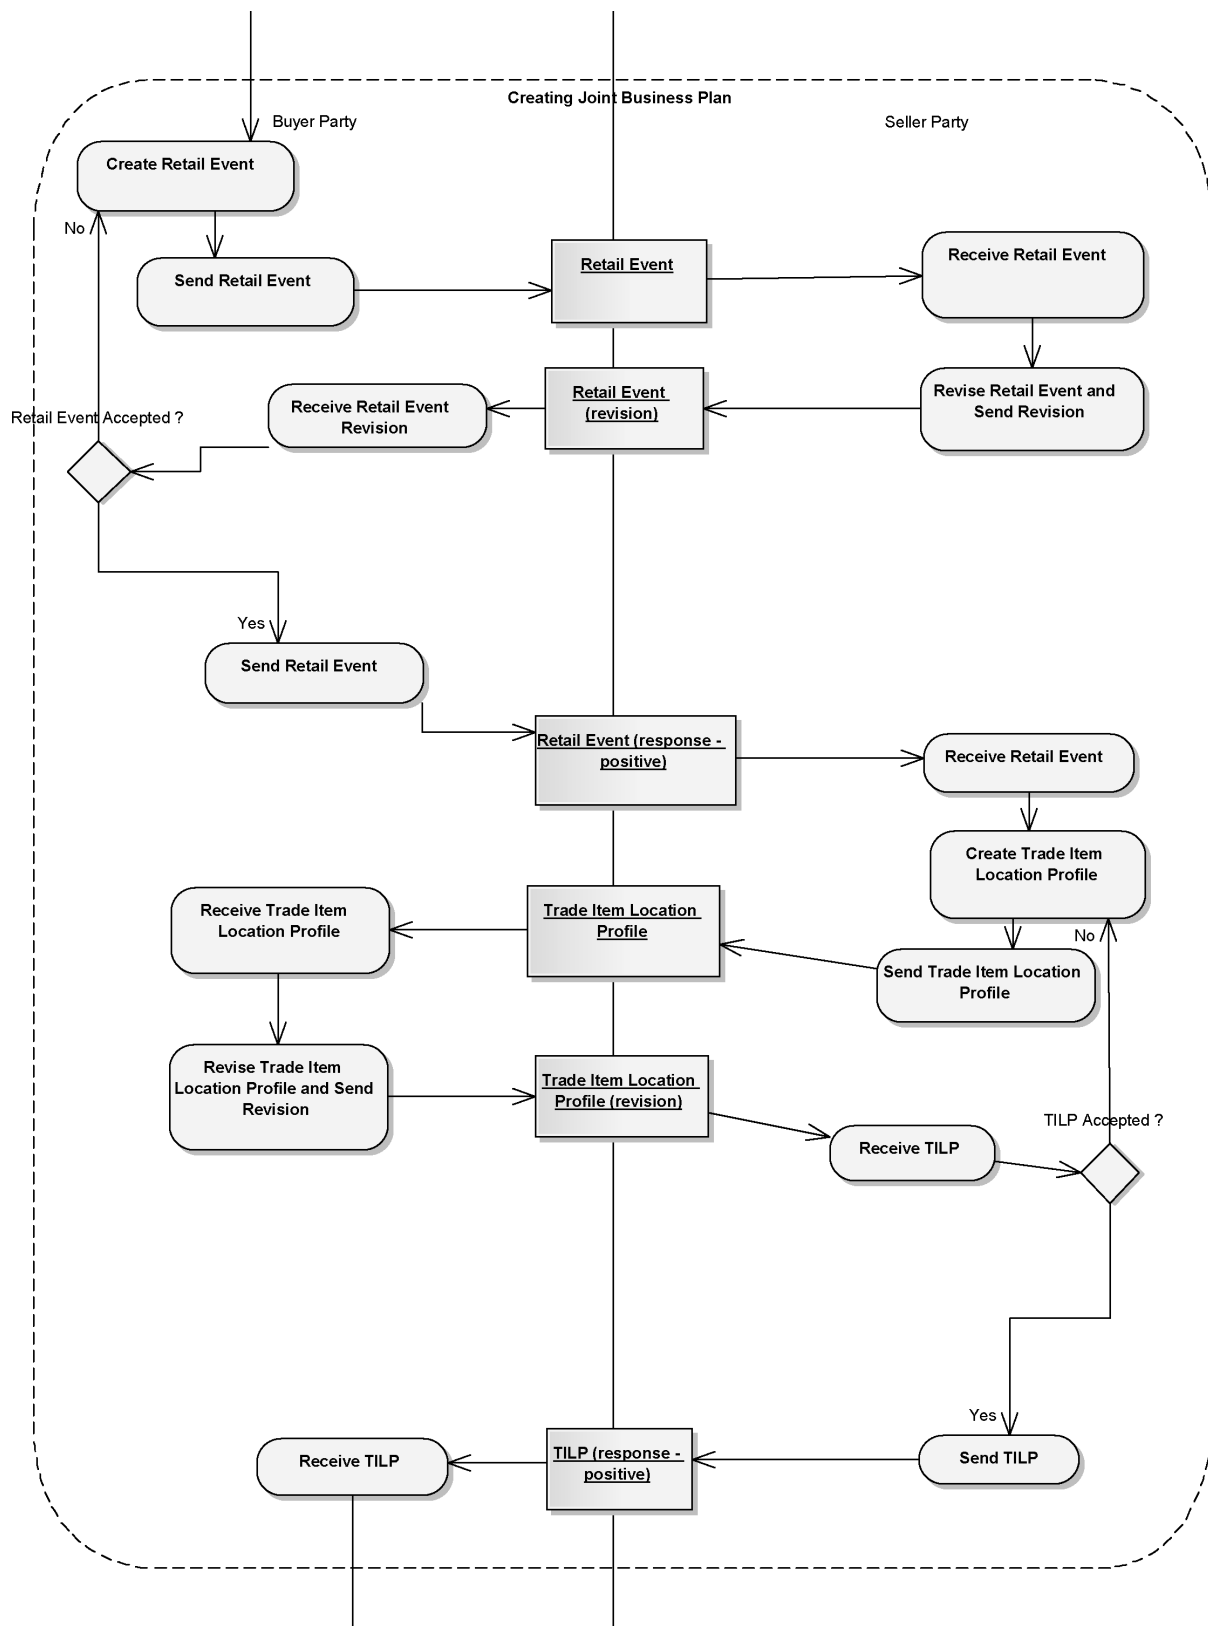 Creating Joint Business Plan
Buyer Party
Seller Party
Create Retail Event
No
Send Retail Event
Retail Event
Receive Retail Event
Receive Retail Event
Revision
Retail Event
(revision)
Revise Retail Event and
Send Revision
Retail Event Accepted ?
Yes
Send Retail Event
Retail Event (response -
positive)
Receive Retail Event
Create Trade Item
Location Profile
Receive Trade Item
Location Profile
Trade Item Location
Profile
No
Send Trade Item Location
Profile
Revise Trade Item
Location Profile and Send
Revision
Trade Item Location
Profile (revision)
TILP Accepted ?
Receive TILP
Yes
Receive TILP
TILP (response -
positive)
Send TILP